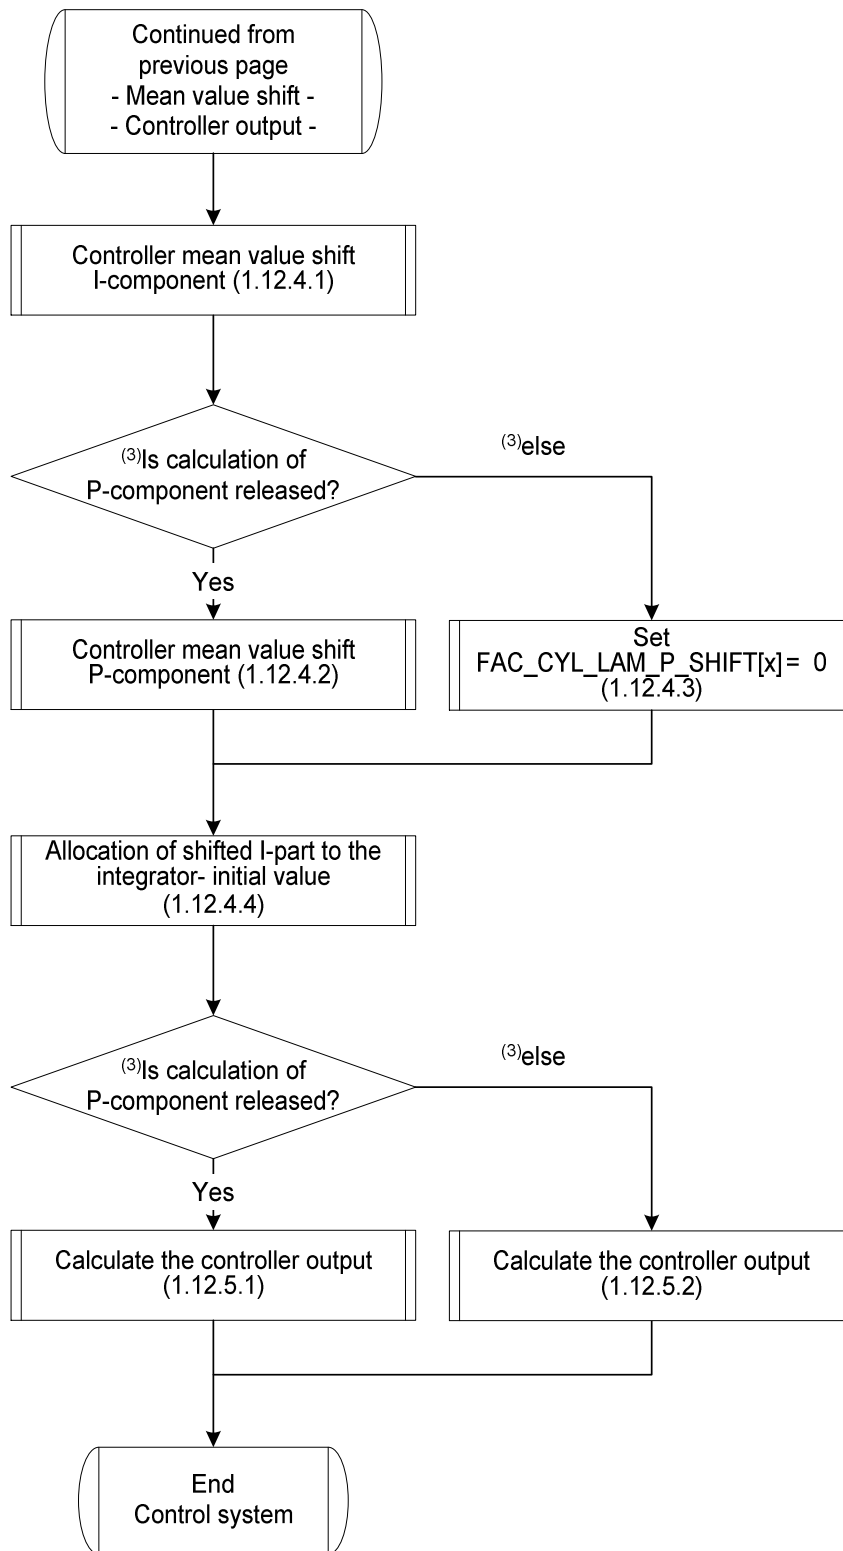 Continued from
previous page
- Mean value shift -
- Controller output -
Controller mean value shift
I-component (1.12.4.1)
(3)Is calculation of
P-component released?
(3)else
Yes
Controller mean value shift
P-component (1.12.4.2)
Set
FAC_CYL_LAM_P_SHIFT[x]= 0
(1.12.4.3)
Allocation of shifted I-part to the
integrator- initial value
(1.12.4.4)
(3)Is calculation of
P-component released?
(3)else
Yes
Calculate the controller output
(1.12.5.1)
Calculate the controller output
(1.12.5.2)
End
Control system